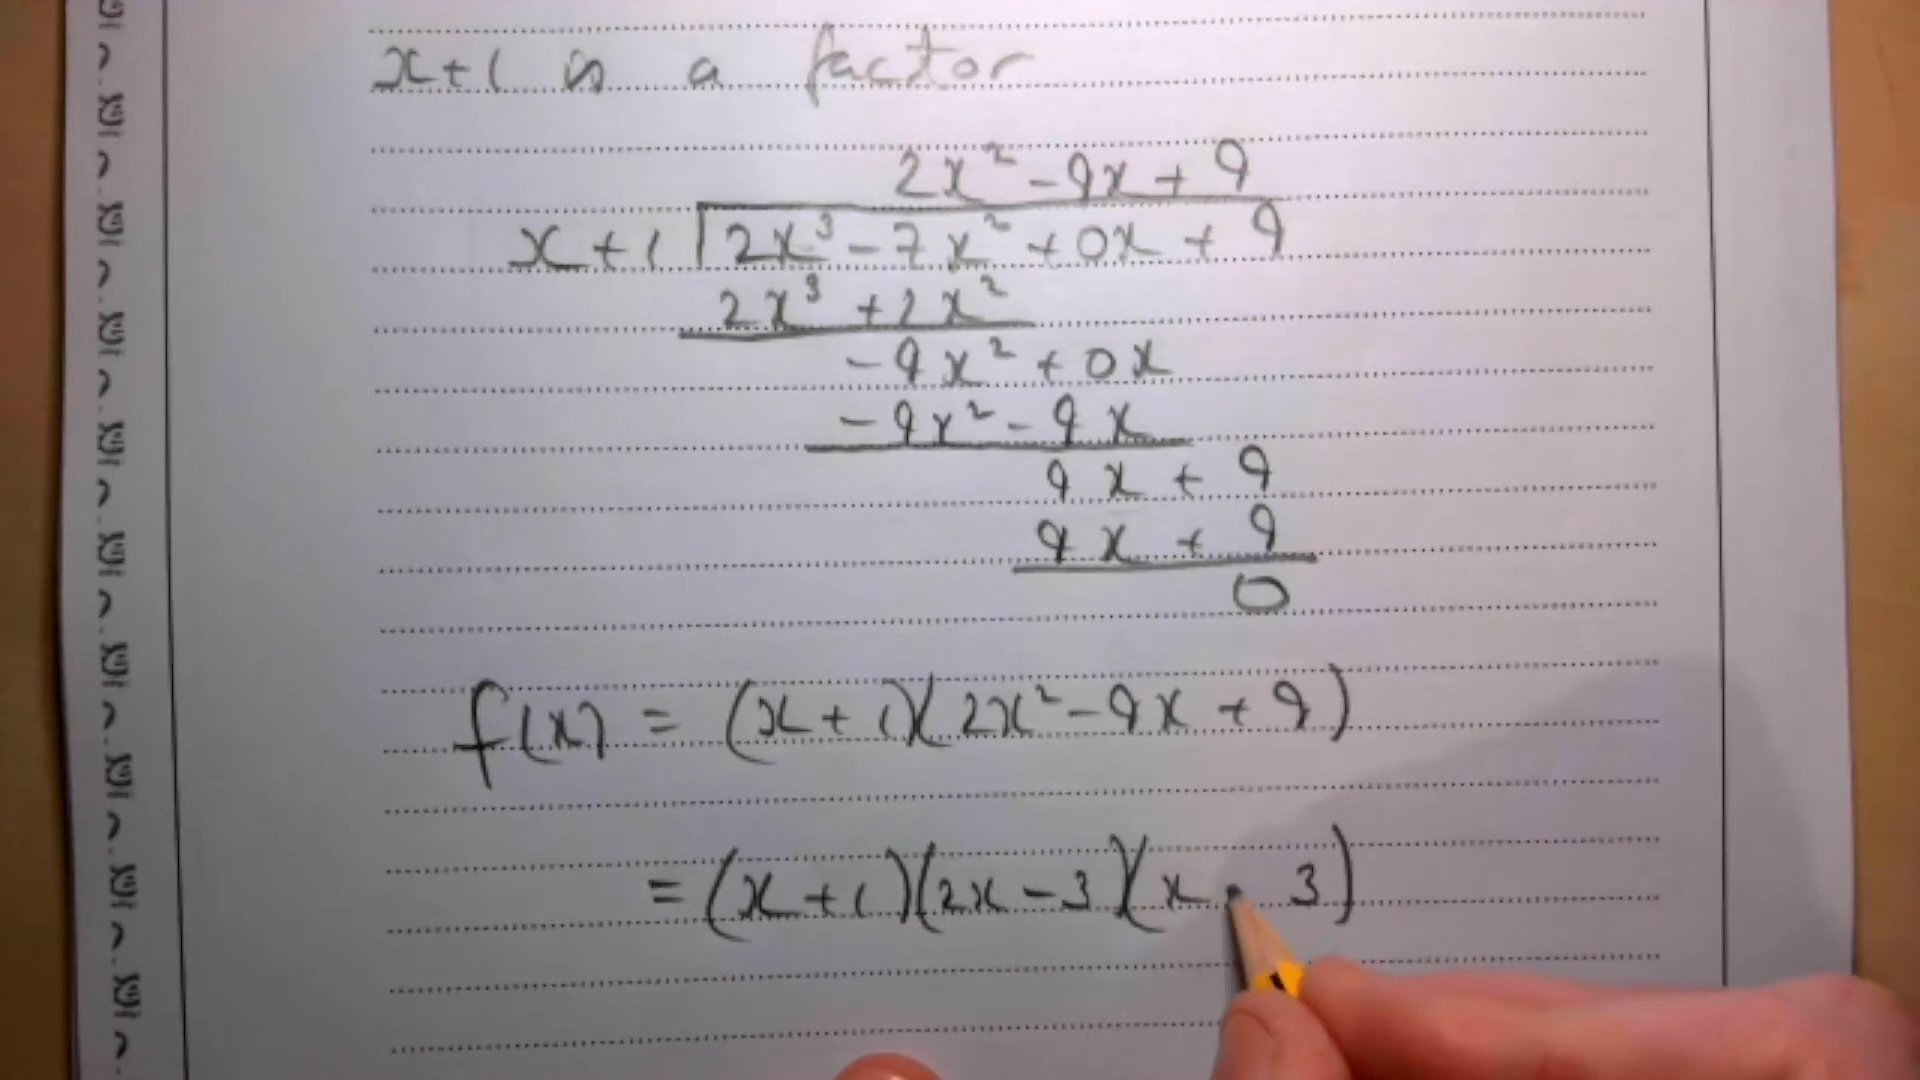 x+1 is a factor
2x² - 9x + 9
x + 1 | 2x³ - 7x² + 0x + 9
2x³ + 2x²
- 9x² + 0x
- 9x² - 9x
9x + 9
9x + 9
0
f(x) = (x+1)(2x² - 9x + 9)
= (x+1)(2x - 3)(x 3)